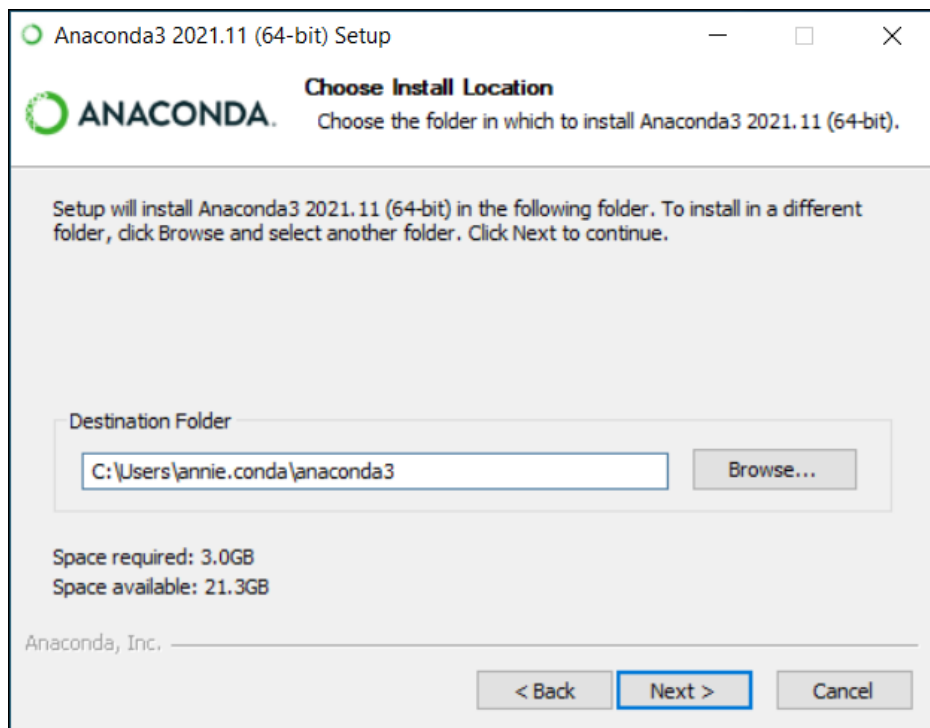 Anaconda3 2021.11 (64-bit) Setup
ANACONDA.
Choose Install Location
Choose the folder in which to install Anaconda3 2021.11 (64-bit).
Setup will install Anaconda3 2021.11 (64-bit) in the following folder. To install in a different
folder, click Browse and select another folder. Click Next to continue.
Destination Folder
C:\Users\annie.conda\anaconda3
Browse...
Space required: 3.0GB
Space available: 21.3GB
Anaconda, Inc.
< Back
Next >
Cancel